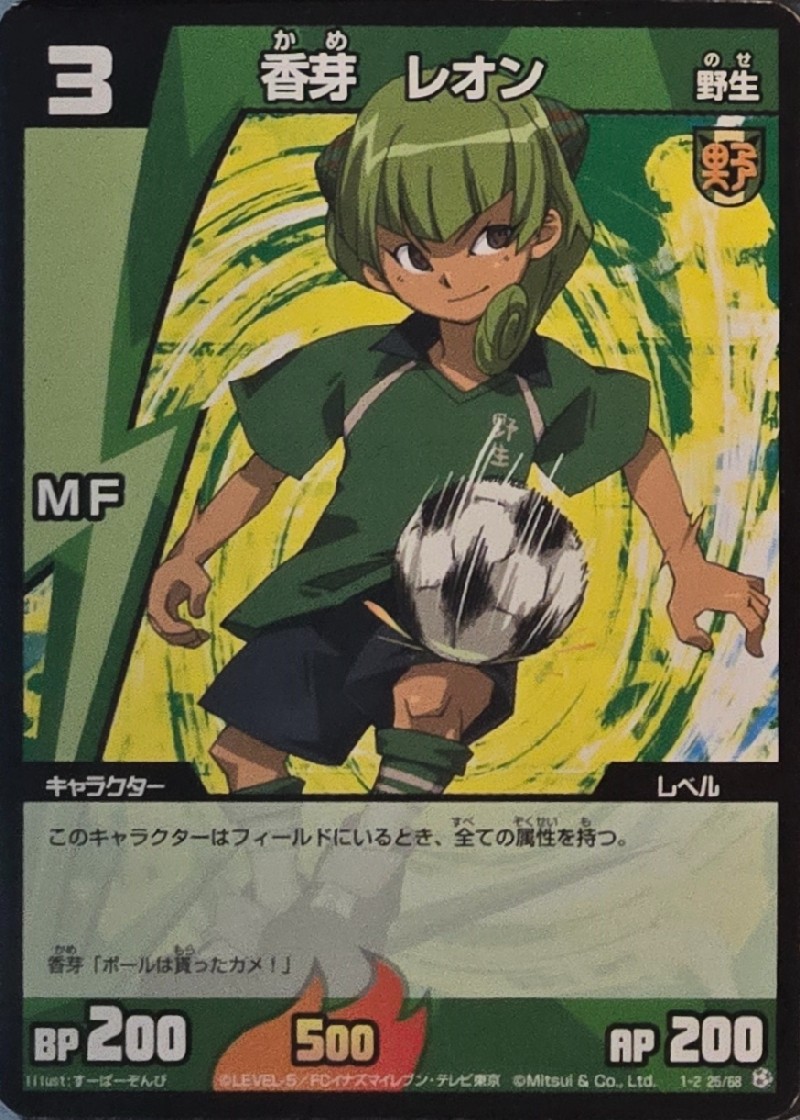 3
かめ
香芽 レオン
のせ
野生
野
野生
MF
キャラクター
レベル
すべ ぞくせい も
このキャラクターはフィールドにいるとき、全ての属性を持つ。
かめ もら
香芽「ボールは貰ったカメ!」
BP 200
500
AP 200
Illust:すーぱーぞんび
©LEVEL-5／FCイナズマイレブン・テレビ東京 ©Mitsui & Co., Ltd. 1-2 25/68